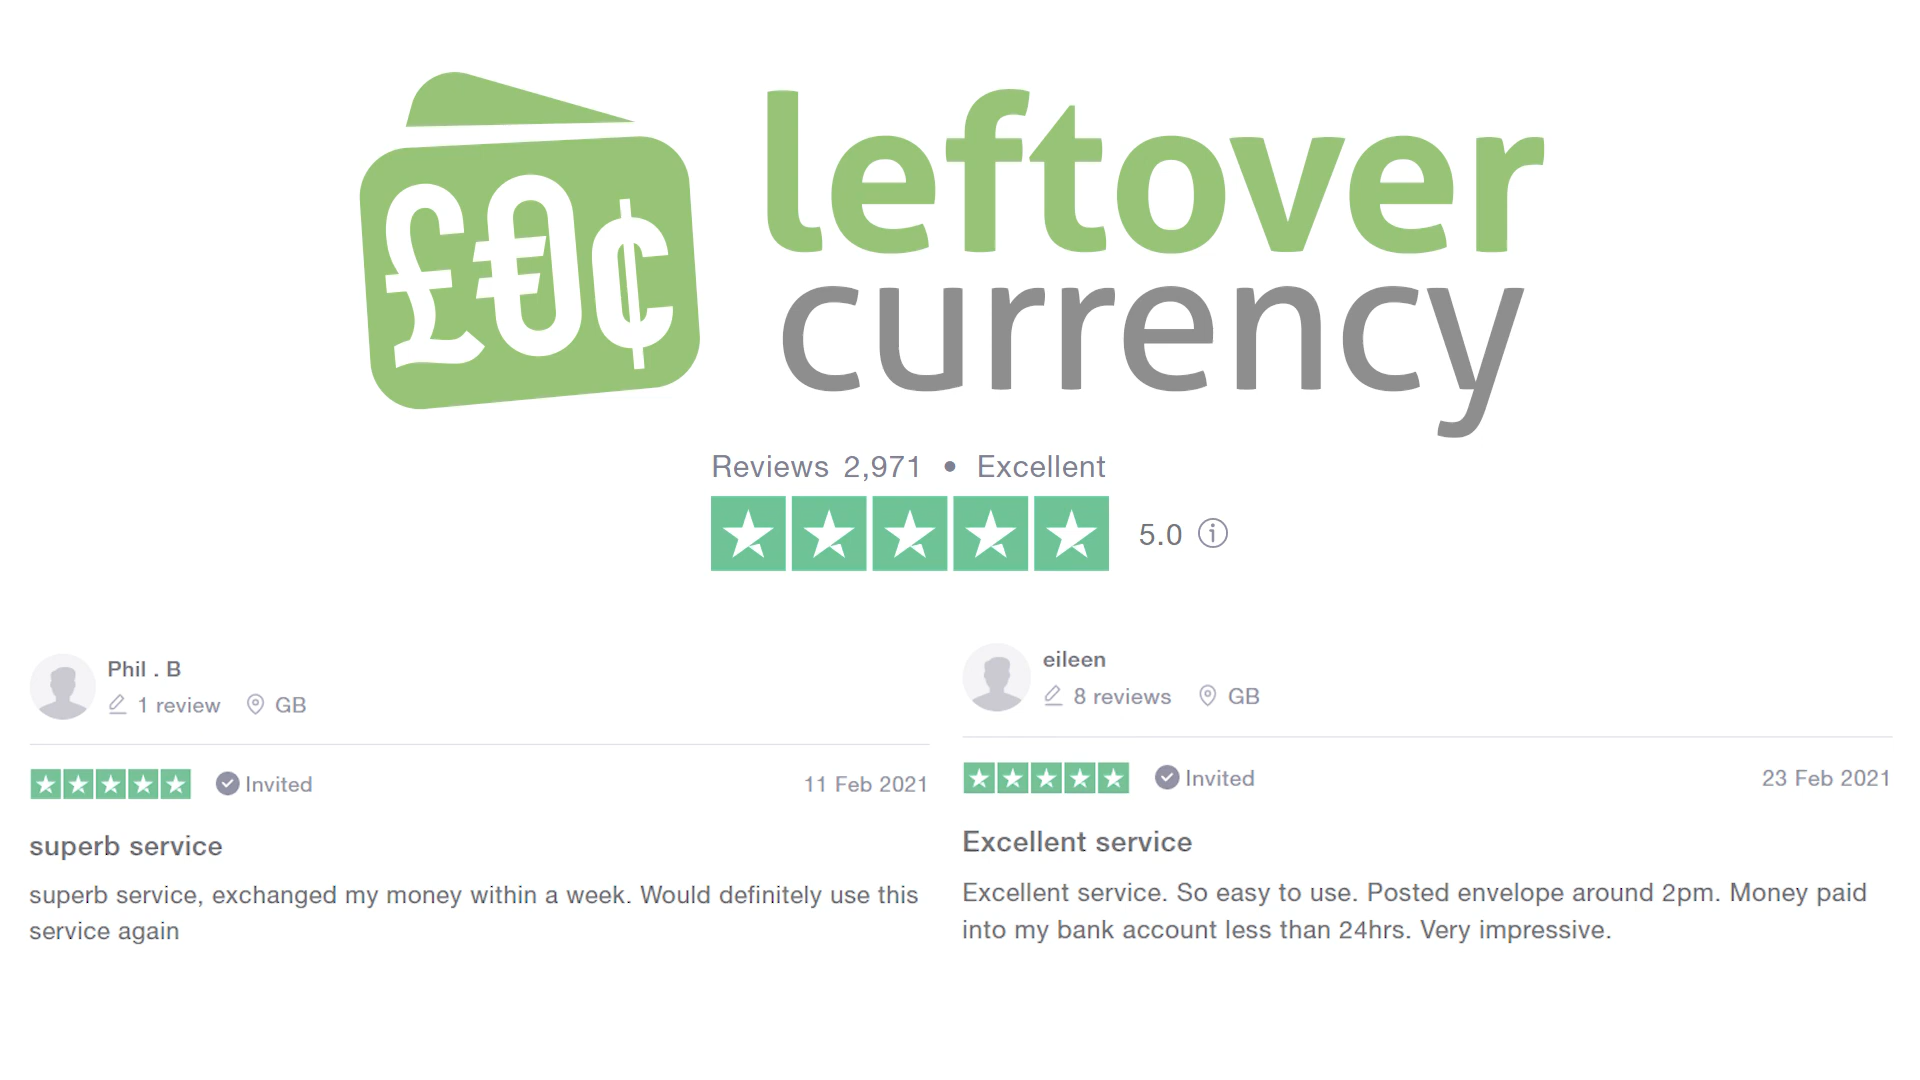 £€¢
leftover
currency
Reviews 2,971 • Excellent
5.0
Phil . B
1 review GB
Invited 11 Feb 2021
superb service
superb service, exchanged my money within a week. Would definitely use this
service again
eileen
8 reviews GB
Invited 23 Feb 2021
Excellent service
Excellent service. So easy to use. Posted envelope around 2pm. Money paid
into my bank account less than 24hrs. Very impressive.